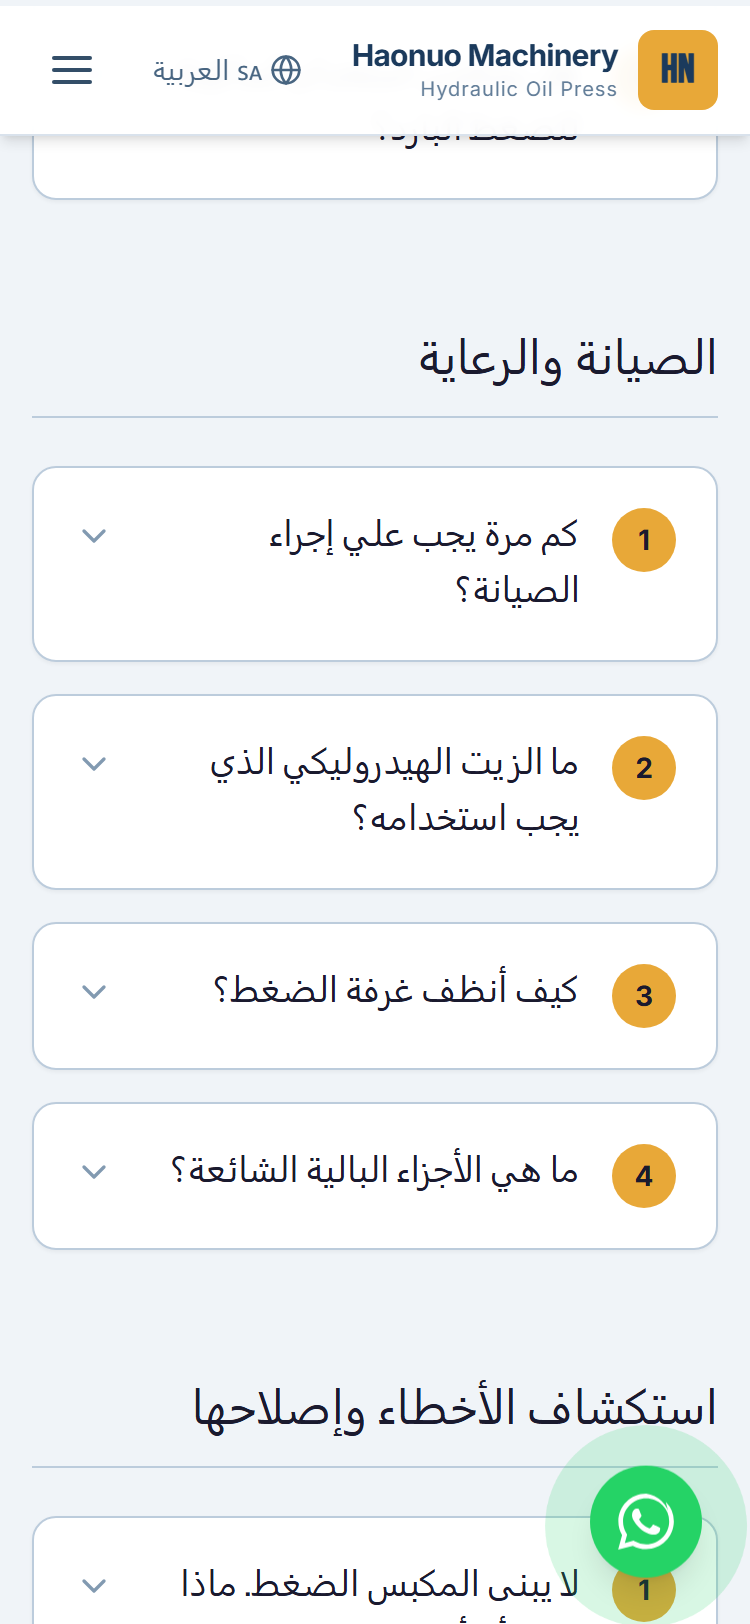 HN
Haonuo Machinery
Hydraulic Oil Press
SA العربية
الصيانة والرعاية
1
كم مرة يجب علي إجراء
الصيانة؟
2
ما الزيت الهيدروليكي الذي
يجب استخدامه؟
3
كيف أنظف غرفة الضغط؟
4
ما هي الأجزاء البالية الشائعة؟
استكشاف الأخطاء وإصلاحها
1
لا يبنى المكبس الضغط. ماذا